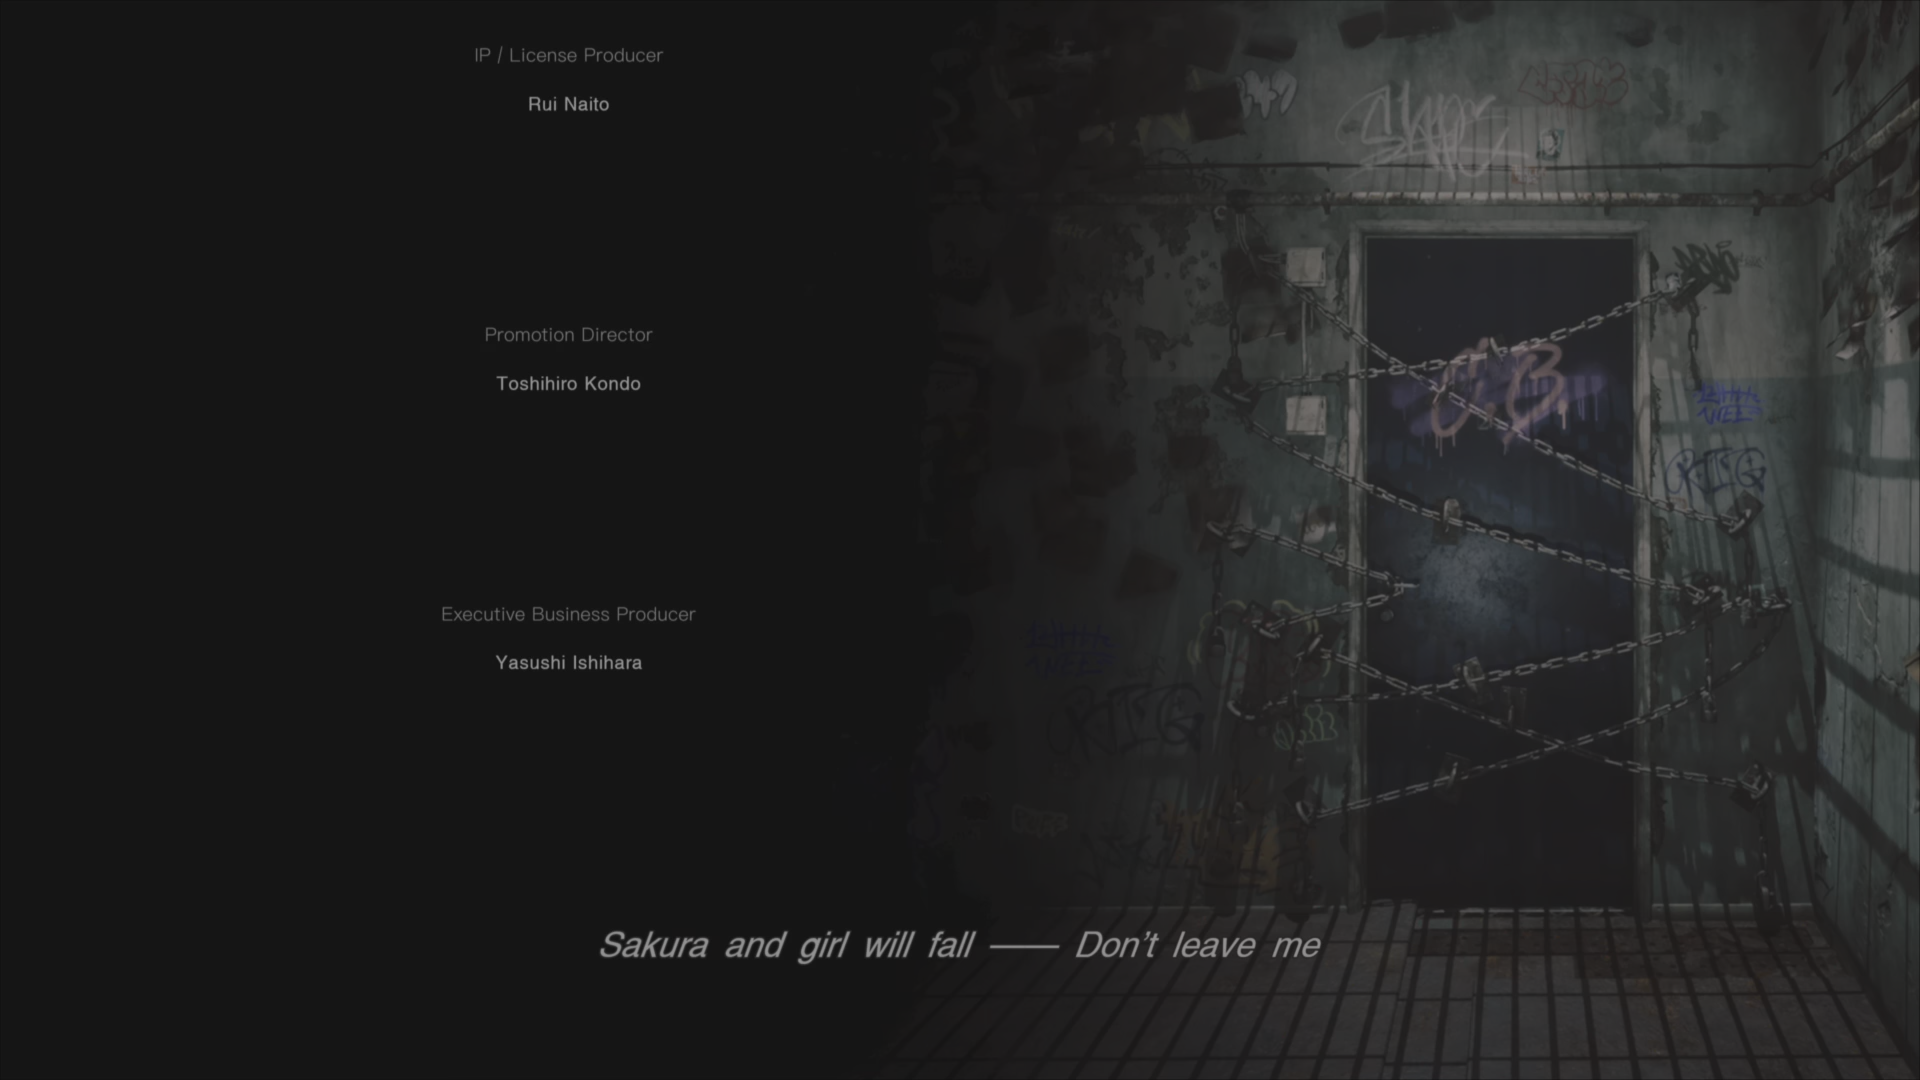 IP / License Producer
Rui Naito
Promotion Director
Toshihiro Kondo
Executive Business Producer
Yasushi Ishihara
C.B.
Sakura and girl will fall —— Don't leave me